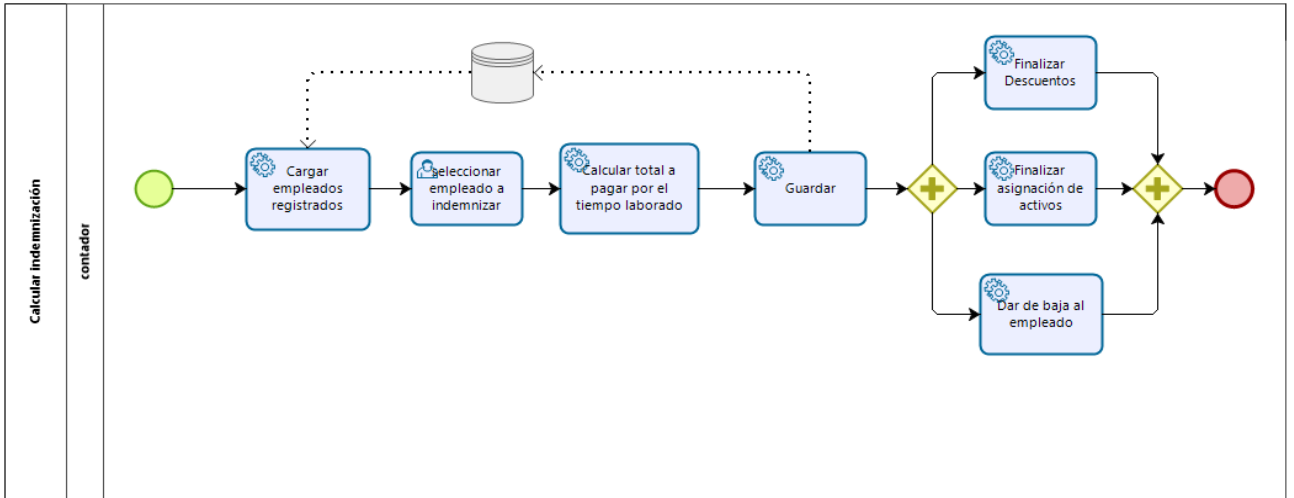 Calcular indemnización
contador
Cargar
empleados
registrados
Seleccionar
empleado a
indemnizar
Calcular total a
pagar por el
tiempo laborado
Guardar
Finalizar
Descuentos
Finalizar
asignación de
activos
Dar de baja al
empleado